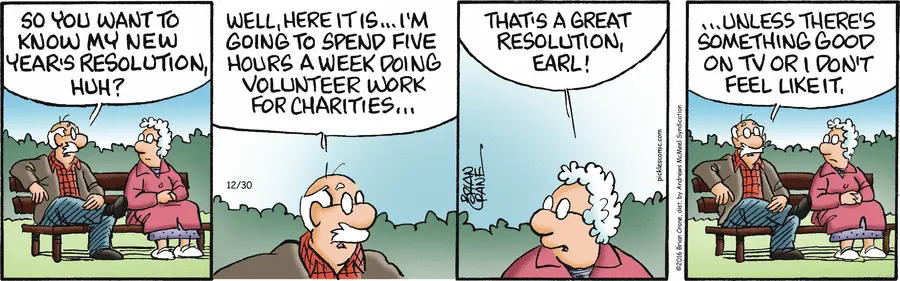 SO YOU WANT TO
KNOW MY NEW
YEAR'S RESOLUTION,
HUH?
WELL, HERE IT IS... I'M
GOING TO SPEND FIVE
HOURS A WEEK DOING
VOLUNTEER WORK
FOR CHARITIES...
12/30
THAT'S A GREAT
RESOLUTION,
EARL!
BRIAN
CRANE
picklescomic.com
©2016 Brian Crane, dist. by Andrews McMeel Syndication
...UNLESS THERE'S
SOMETHING GOOD
ON TV OR I DON'T
FEEL LIKE IT.